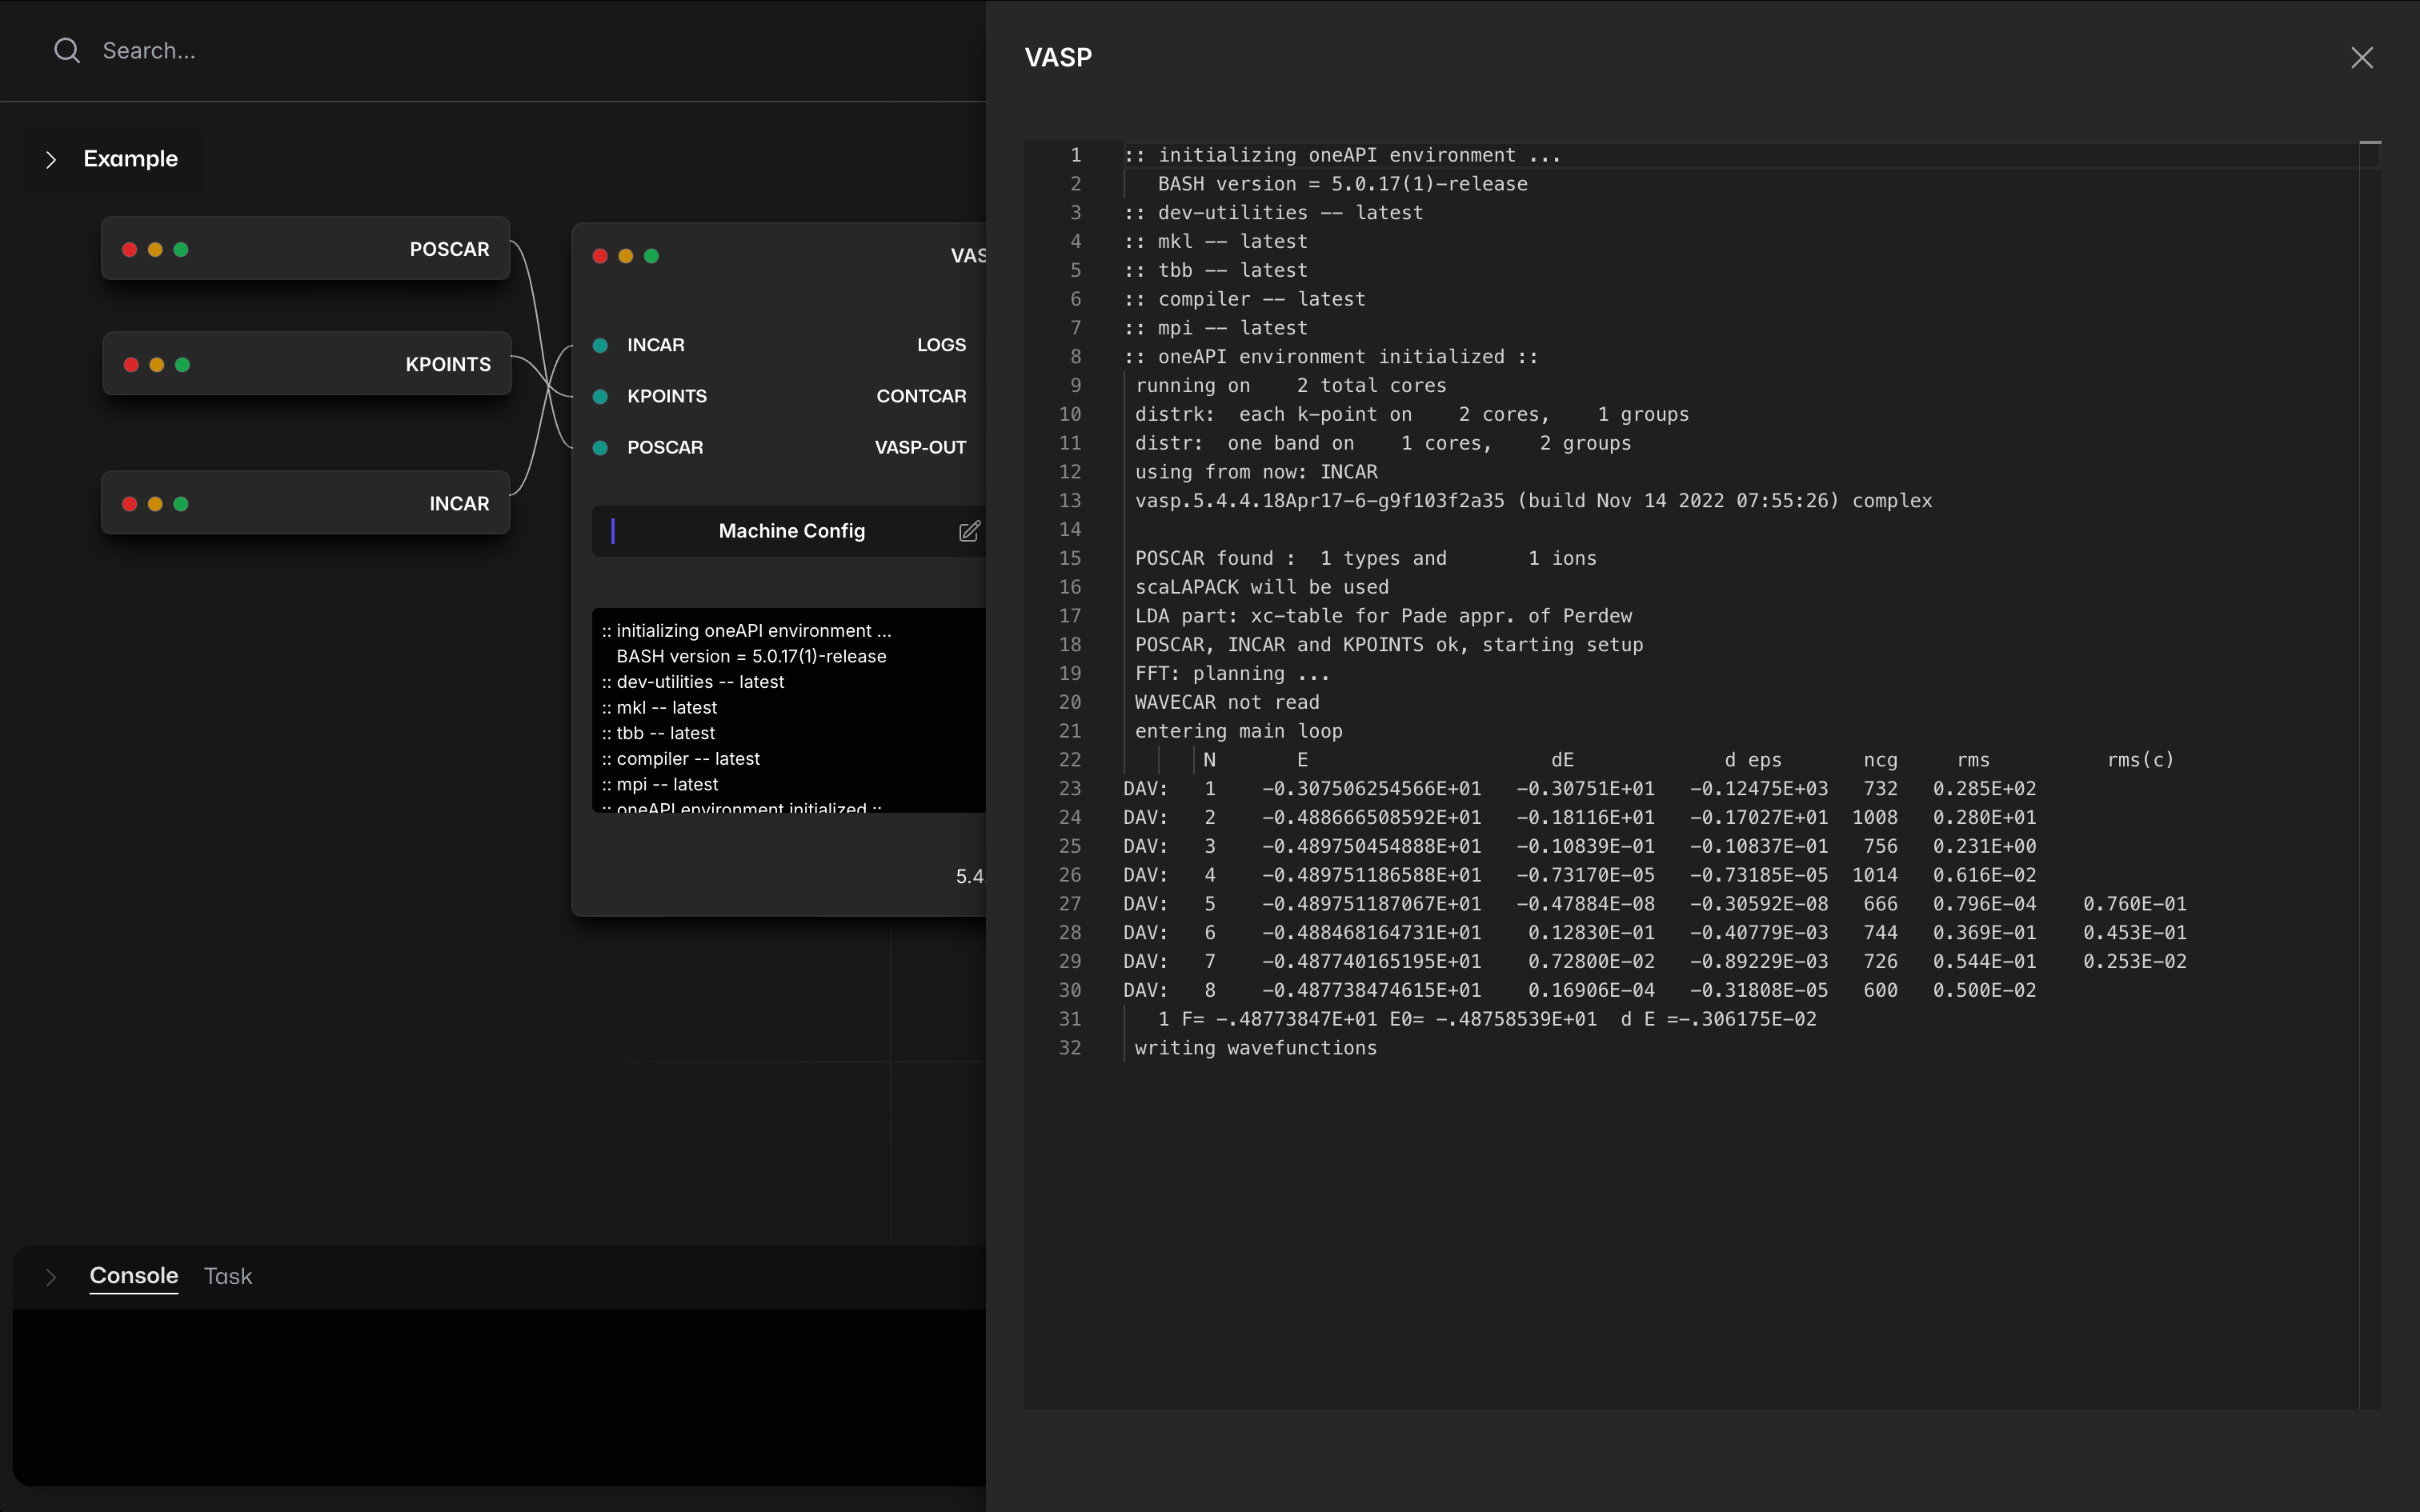 Search...
Example
POSCAR
KPOINTS
INCAR
VAS
INCAR LOGS
KPOINTS CONTCAR
POSCAR VASP-OUT
Machine Config
:: initializing oneAPI environment ...
BASH version = 5.0.17(1)-release
:: dev-utilities -- latest
:: mkl -- latest
:: tbb -- latest
:: compiler -- latest
:: mpi -- latest
:: oneAPI environment initialized ::
5.4.
Console Task
VASP
1 :: initializing oneAPI environment ...
2 BASH version = 5.0.17(1)-release
3 :: dev-utilities -- latest
4 :: mkl -- latest
5 :: tbb -- latest
6 :: compiler -- latest
7 :: mpi -- latest
8 :: oneAPI environment initialized ::
9 running on    2 total cores
10 distrk:  each k-point on    2 cores,    1 groups
11 distr:  one band on    1 cores,    2 groups
12 using from now: INCAR
13 vasp.5.4.4.18Apr17-6-g9f103f2a35 (build Nov 14 2022 07:55:26) complex
14
15 POSCAR found :  1 types and       1 ions
16 scaLAPACK will be used
17 LDA part: xc-table for Pade appr. of Perdew
18 POSCAR, INCAR and KPOINTS ok, starting setup
19 FFT: planning ...
20 WAVECAR not read
21 entering main loop
22 N       E                     dE             d eps       ncg     rms          rms(c)
23 DAV:   1    -0.307506254566E+01   -0.30751E+01   -0.12475E+03   732   0.285E+02
24 DAV:   2    -0.488666508592E+01   -0.18116E+01   -0.17027E+01  1008   0.280E+01
25 DAV:   3    -0.489750454888E+01   -0.10839E-01   -0.10837E-01   756   0.231E+00
26 DAV:   4    -0.489751186588E+01   -0.73170E-05   -0.73185E-05  1014   0.616E-02
27 DAV:   5    -0.489751187067E+01   -0.47884E-08   -0.30592E-08   666   0.796E-04    0.760E-01
28 DAV:   6    -0.488468164731E+01    0.12830E-01   -0.40779E-03   744   0.369E-01    0.453E-01
29 DAV:   7    -0.487740165195E+01    0.72800E-02   -0.89229E-03   726   0.544E-01    0.253E-02
30 DAV:   8    -0.487738474615E+01    0.16906E-04   -0.31808E-05   600   0.500E-02
31 1 F= -.48773847E+01 E0= -.48758539E+01  d E =-.306175E-02
32 writing wavefunctions